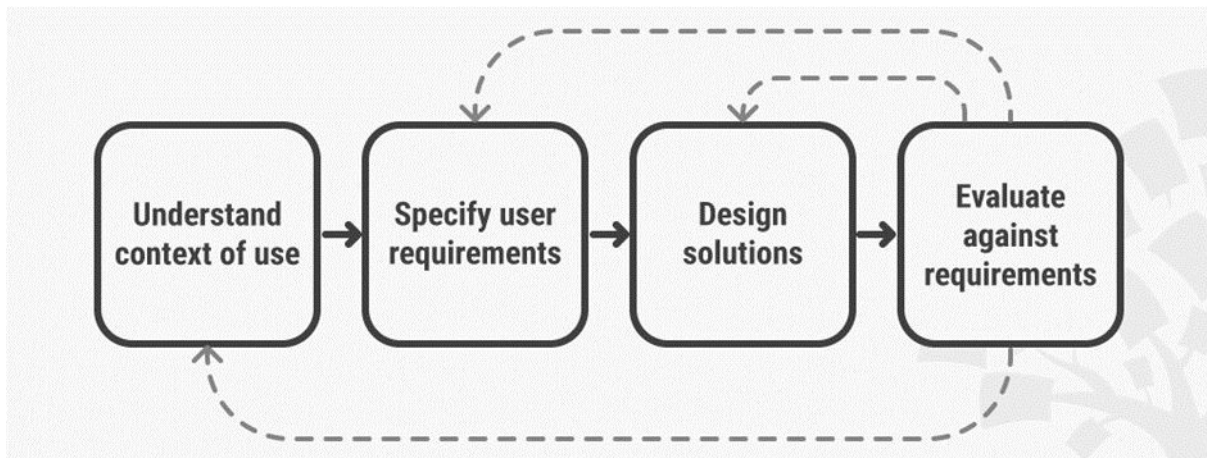 Understand
context of use
Specify user
requirements
Design
solutions
Evaluate
against
requirements